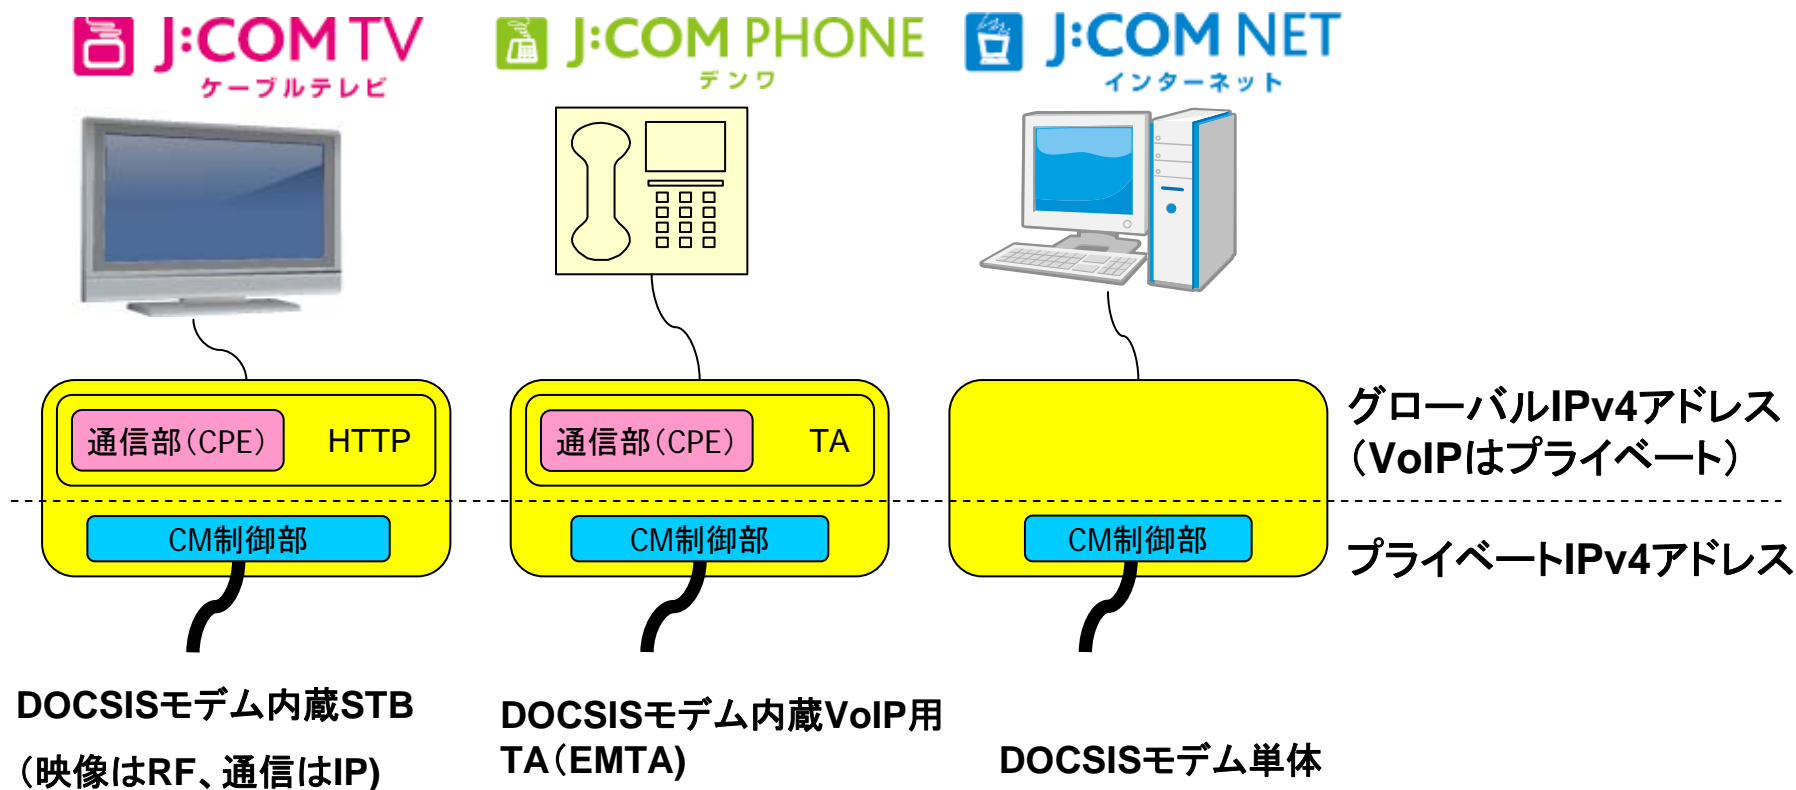 J:COM TV
ケーブルテレビ
J:COM PHONE
デンワ
J:COM NET
インターネット
通信部(CPE)
HTTP
CM制御部
通信部(CPE)
TA
CM制御部
CM制御部
グローバルIPv4アドレス
(VoIPはプライベート)
プライベートIPv4アドレス
DOCSISモデム内蔵STB
(映像はRF、通信はIP)
DOCSISモデム内蔵VoIP用
TA(EMTA)
DOCSISモデム単体